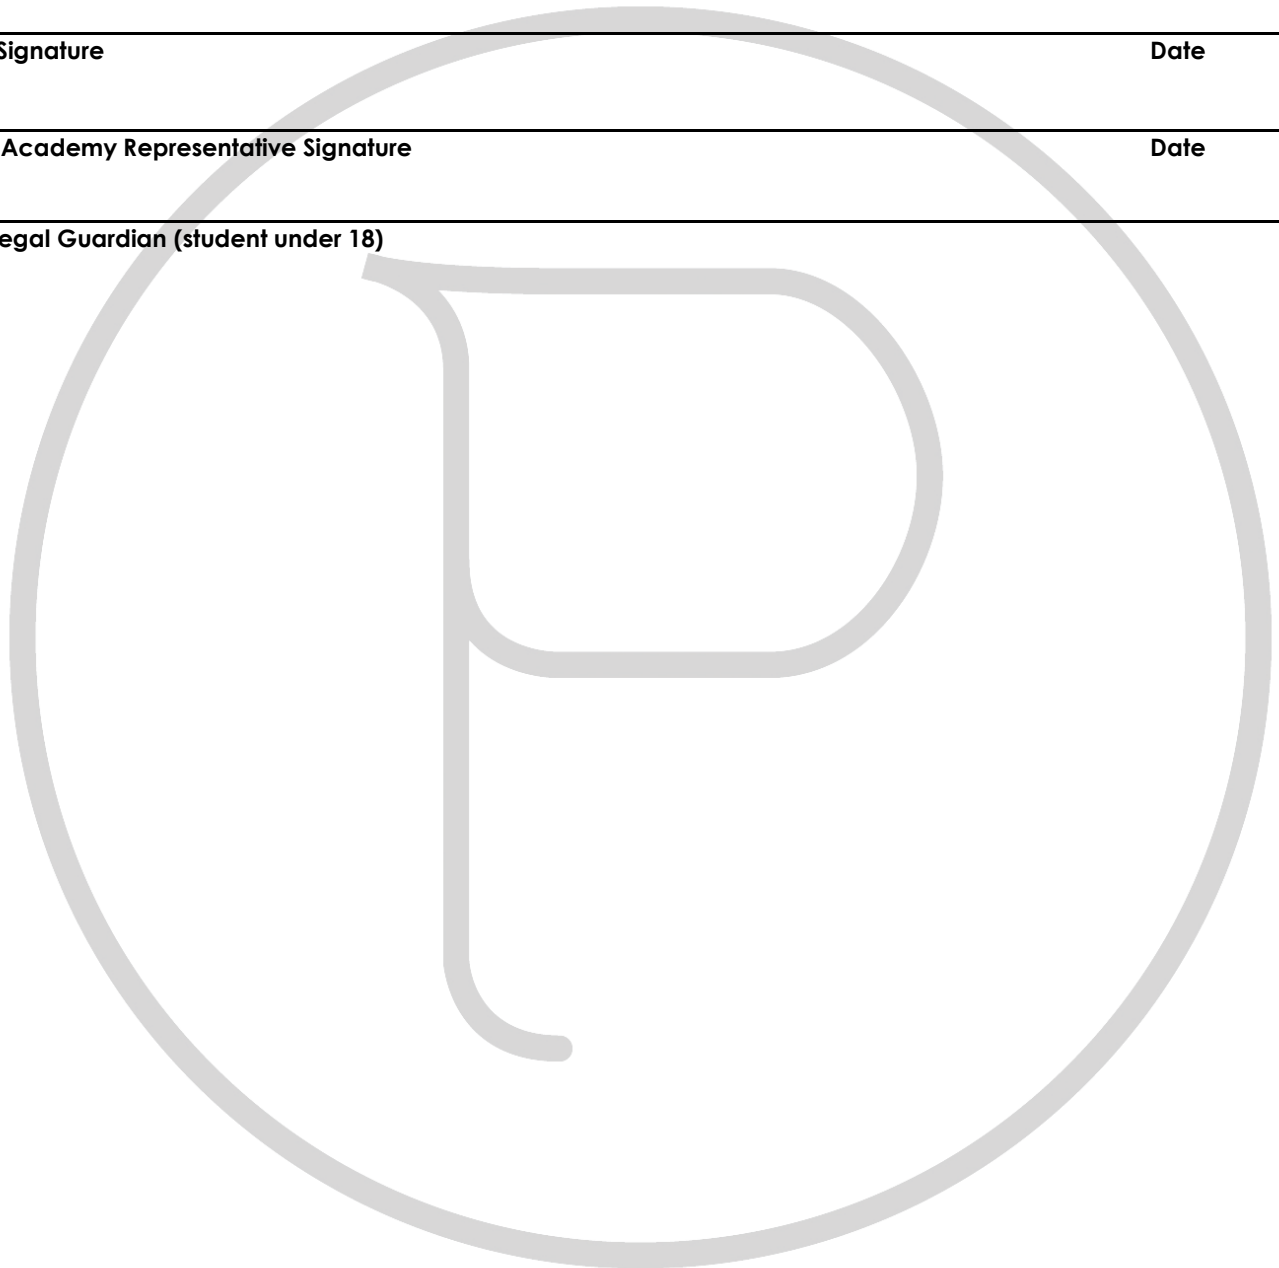 Signature Date
Academy Representative Signature Date
egal Guardian (student under 18)
P